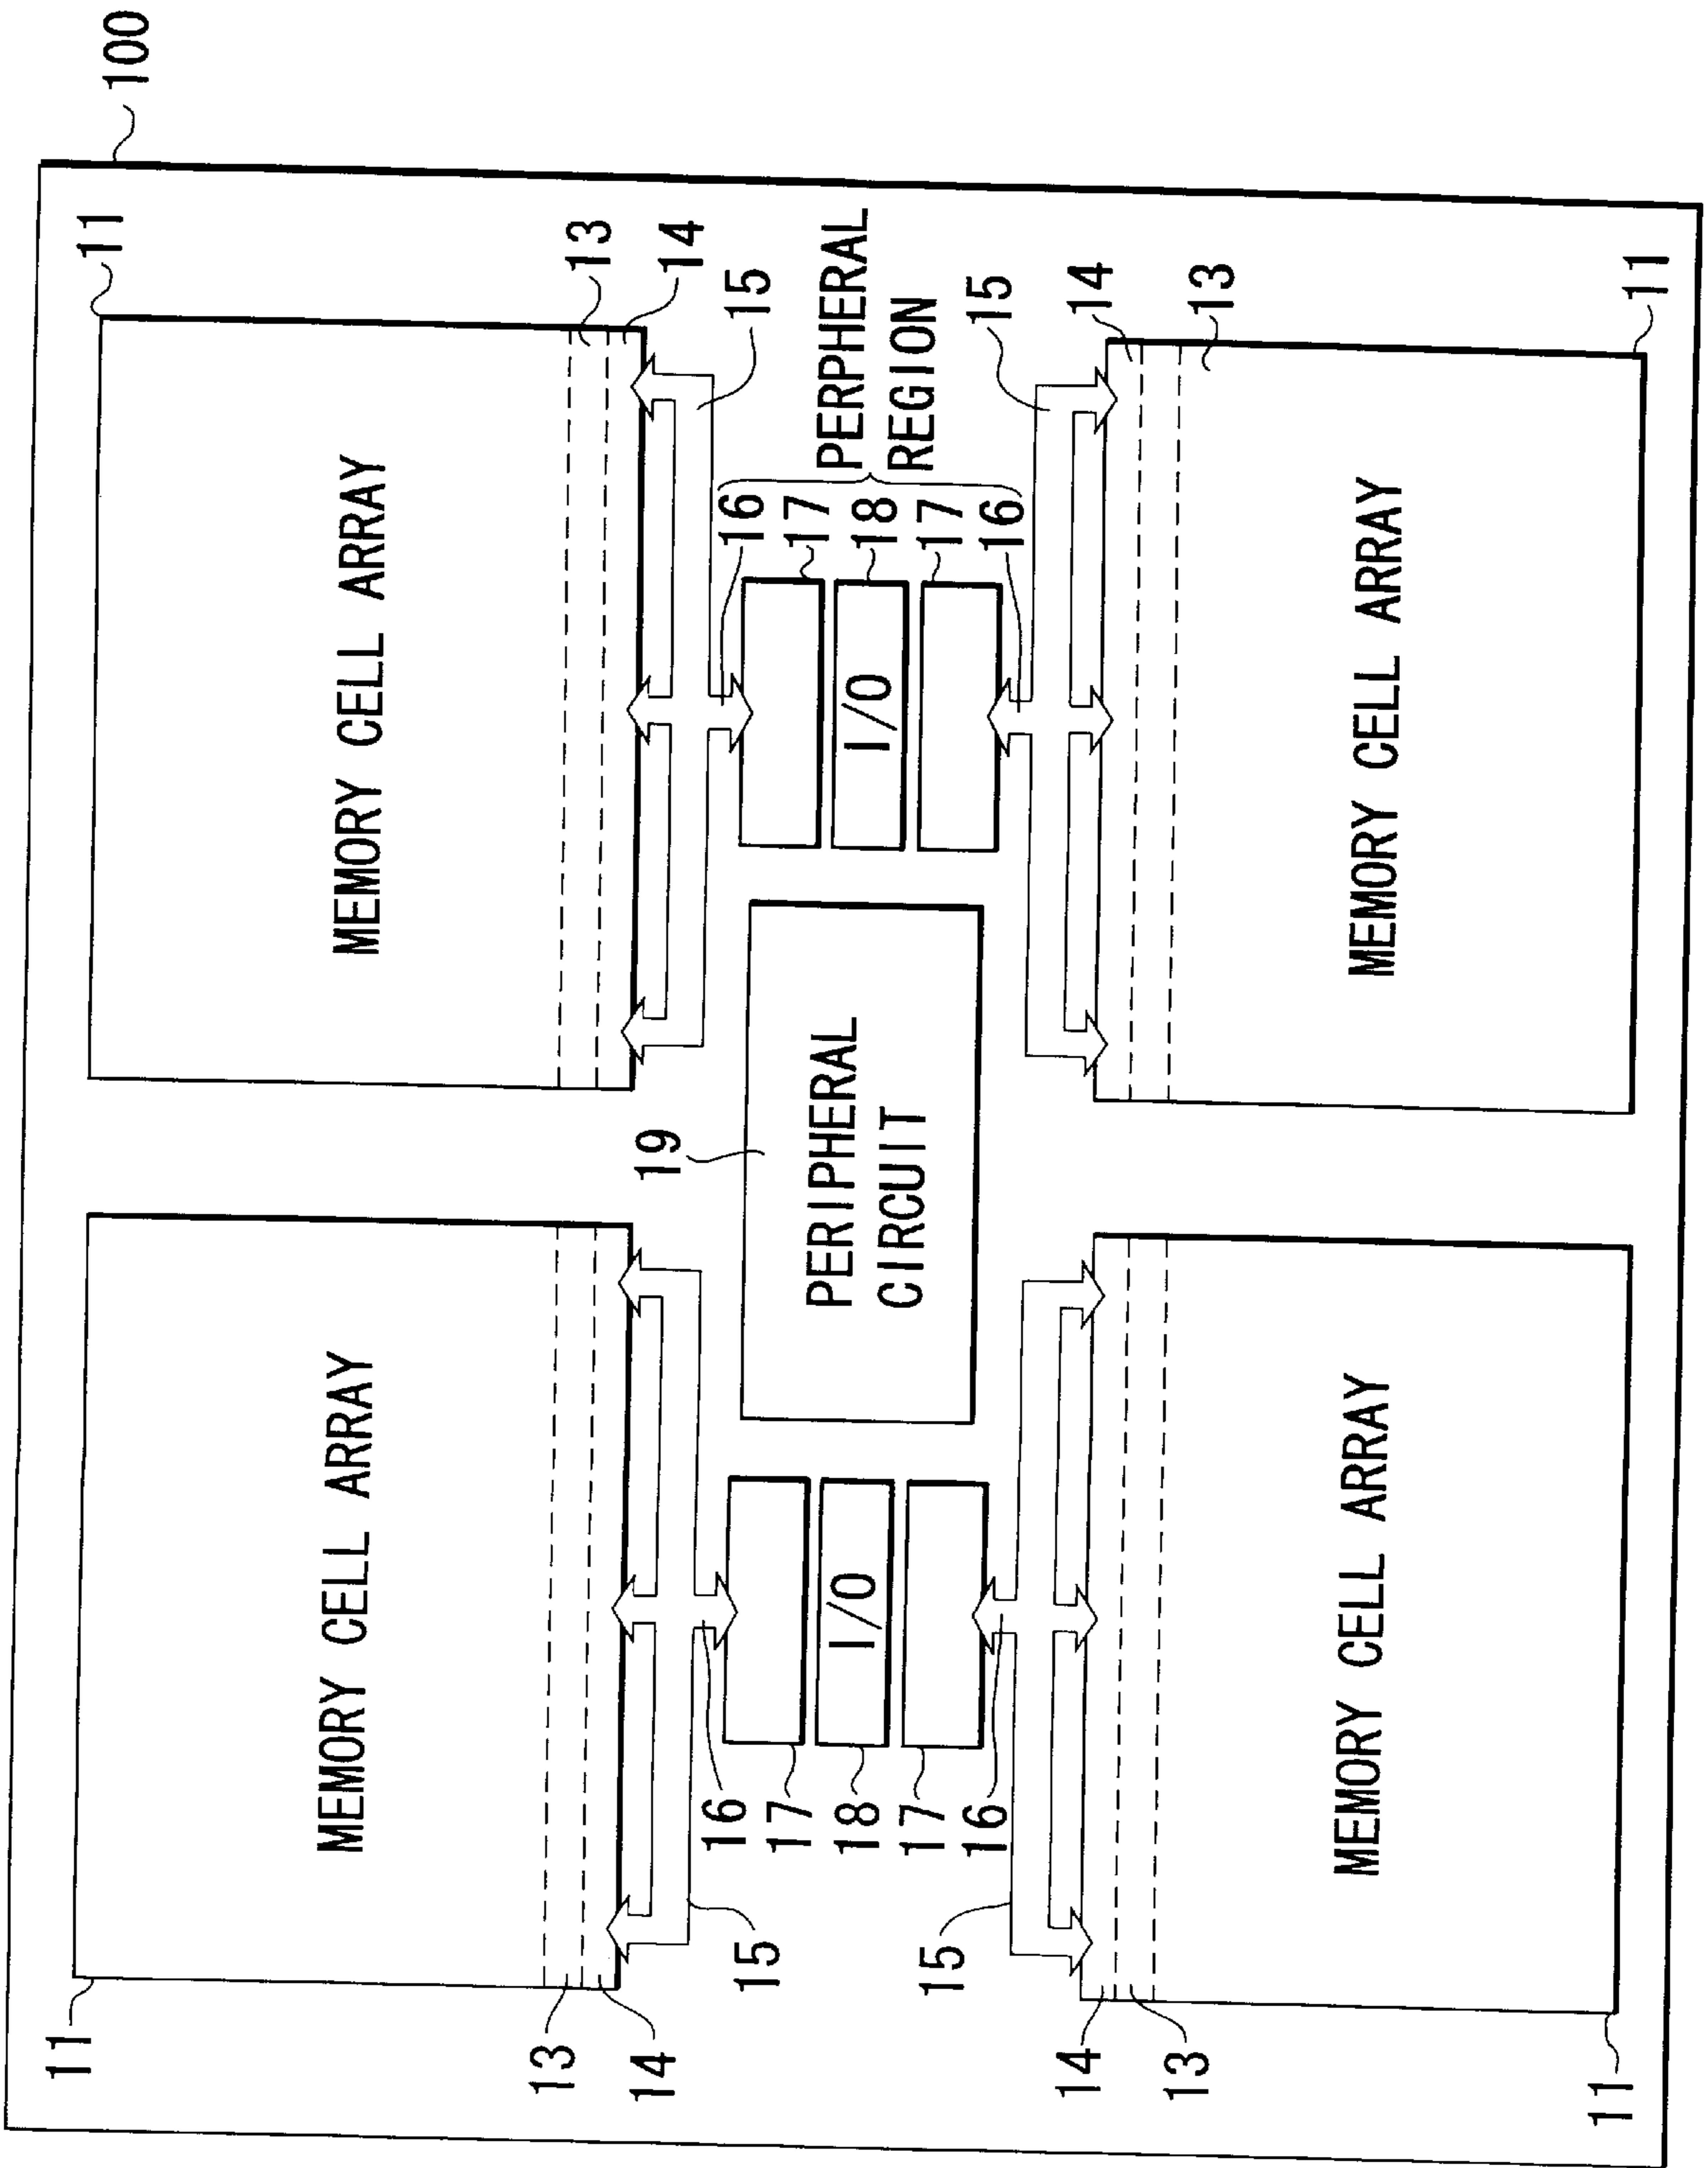 100
11
13
14
15
PERPHERAL
REGION
15
14
13
11
16
17
18
17
16
MEMORY CELL ARRAY
I/O
MEMORY CELL ARRAY
19
PERIPHERAL
CIRCUIT
MEMORY CELL ARRAY
I/O
MEMORY CELL ARRAY
16
17
18
17
16
15
15
11
13
14
14
13
11